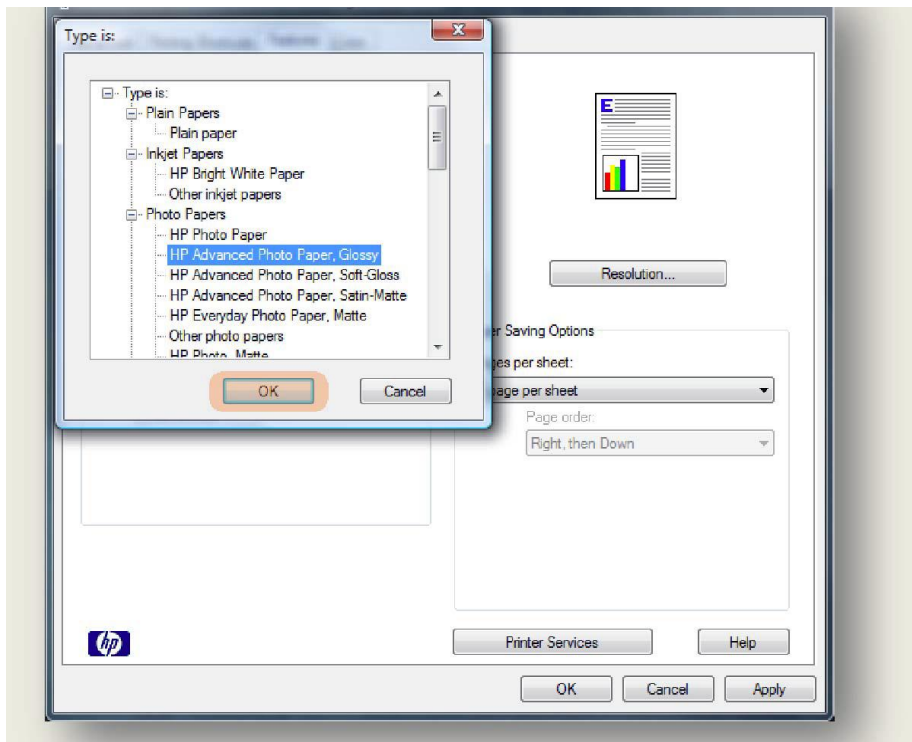 Type is:
Type is:
Plain Papers
Plain paper
Inkjet Papers
HP Bright White Paper
Other inkjet papers
Photo Papers
HP Photo Paper
HP Advanced Photo Paper, Glossy
HP Advanced Photo Paper, Soft-Gloss
HP Advanced Photo Paper, Satin-Matte
HP Everyday Photo Paper, Matte
Other photo papers
HP Photo, Matte
OK Cancel
E
Resolution...
Saving Options
per sheet:
per sheet
Page order:
Right, then Down
hp
Printer Services Help
OK Cancel Apply